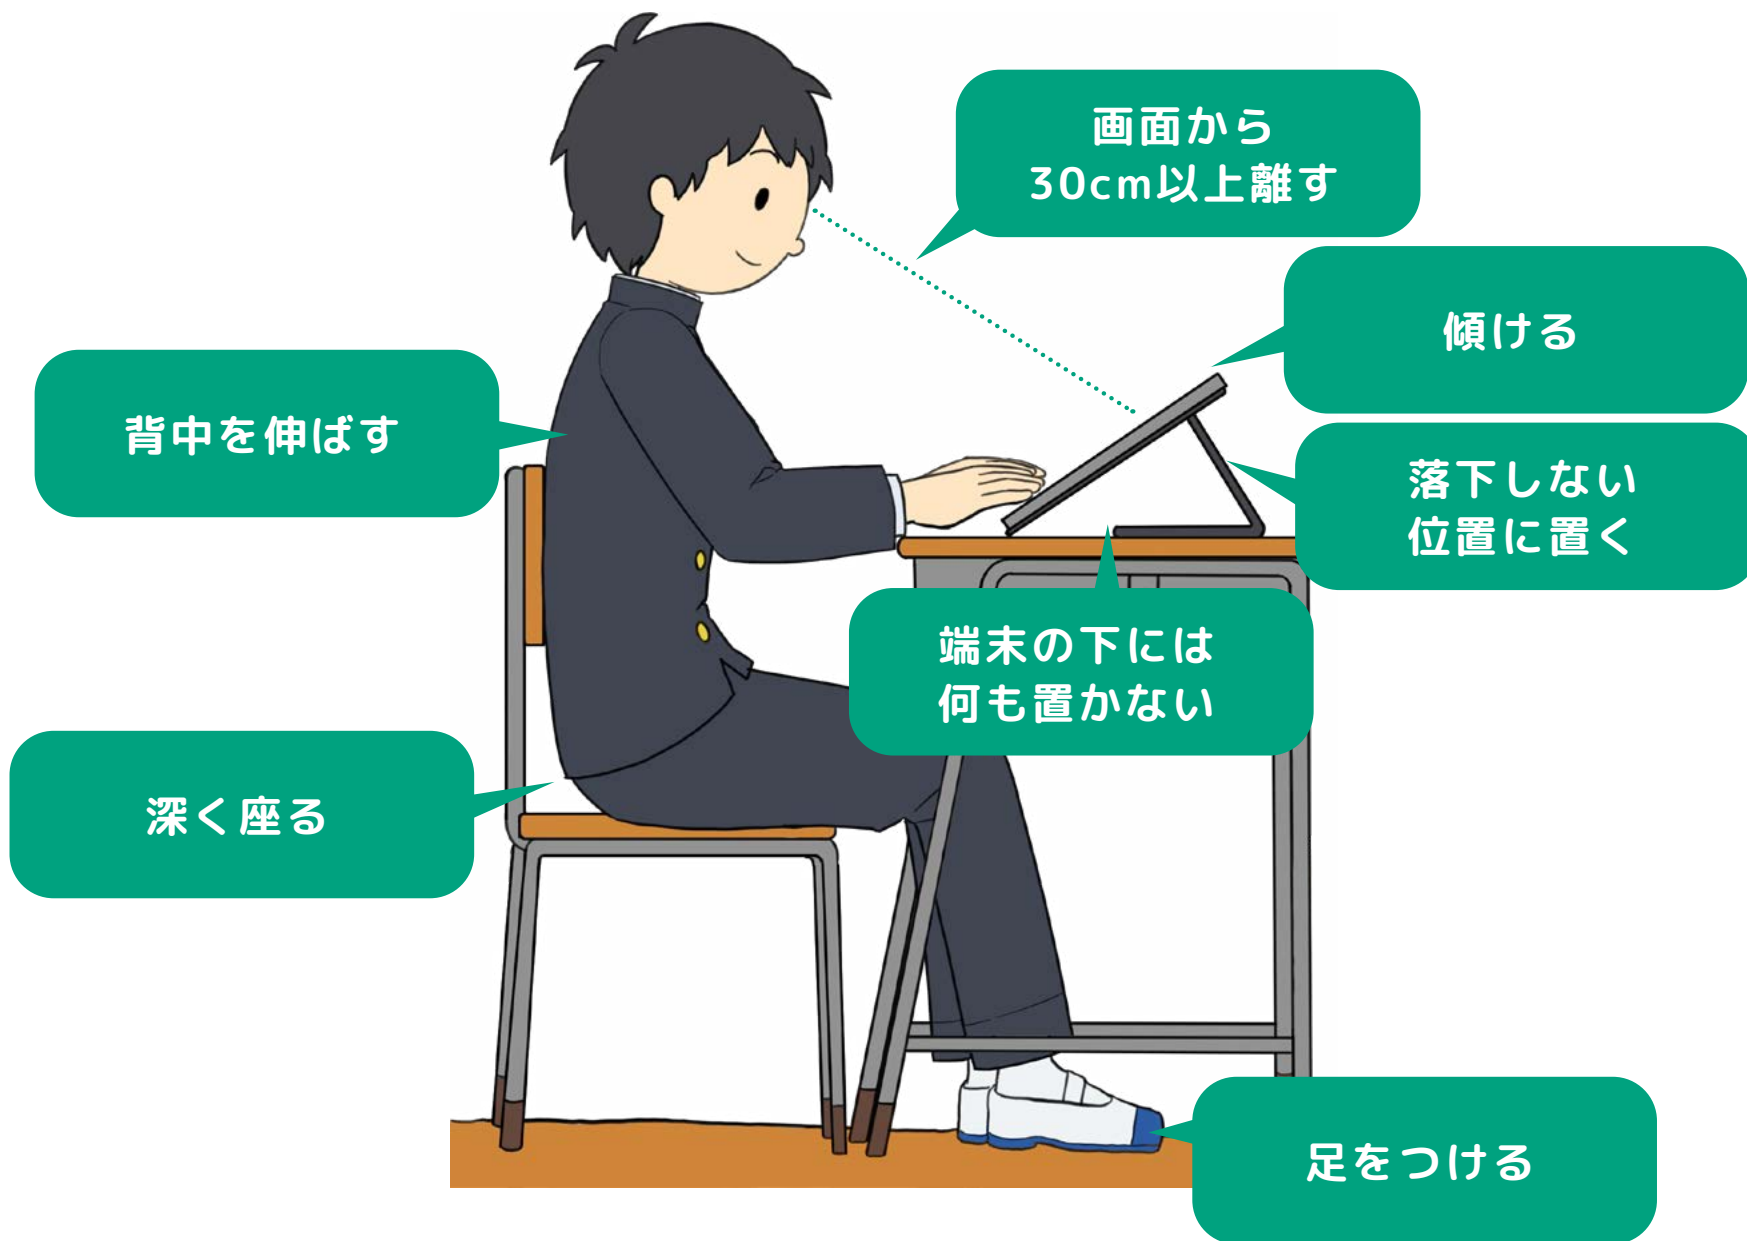 画面から
30cm以上離す
傾ける
背中を伸ばす
落下しない
位置に置く
端末の下には
何も置かない
深く座る
足をつける